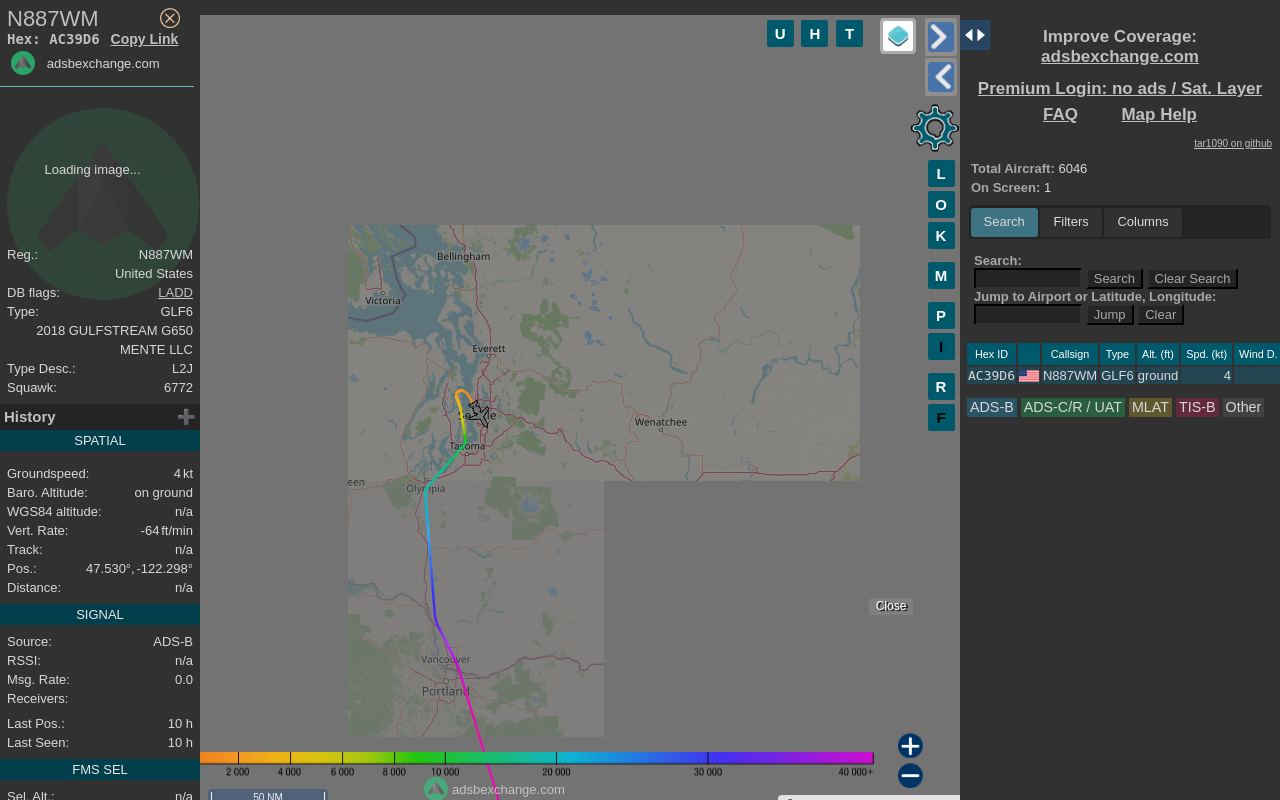 N887WM
Hex: AC39D6 Copy Link
adsbexchange.com
Loading image...
Reg.: N887WM
United States
DB flags: LADD
Type: GLF6
2018 GULFSTREAM G650
MENTE LLC
Type Desc.: L2J
Squawk: 6772
History
SPATIAL
Groundspeed: 4 kt
Baro. Altitude: on ground
WGS84 altitude: n/a
Vert. Rate: -64 ft/min
Track: n/a
Pos.: 47.530°, -122.298°
Distance: n/a
SIGNAL
Source: ADS-B
RSSI: n/a
Msg. Rate: 0.0
Receivers:
Last Pos.: 10 h
Last Seen: 10 h
FMS SEL
Sel. Alt.: n/a
U H T
L
O
K
M
P
I
R
F
Bellingham
Victoria
Everett
Wenatchee
Tacoma
een
Olympia
Vancouver
Portland
Close
2 000 4 000 6 000 8 000 10 000 20 000 30 000 40 000+
50 NM
adsbexchange.com
Improve Coverage:
adsbexchange.com
Premium Login: no ads / Sat. Layer
FAQ Map Help
tar1090 on github
Total Aircraft: 6046
On Screen: 1
Search Filters Columns
Search:
Search Clear Search
Jump to Airport or Latitude, Longitude:
Jump Clear
Hex ID Callsign Type Alt. (ft) Spd. (kt) Wind D.
AC39D6 N887WM GLF6 ground 4
ADS-B ADS-C/R / UAT MLAT TIS-B Other